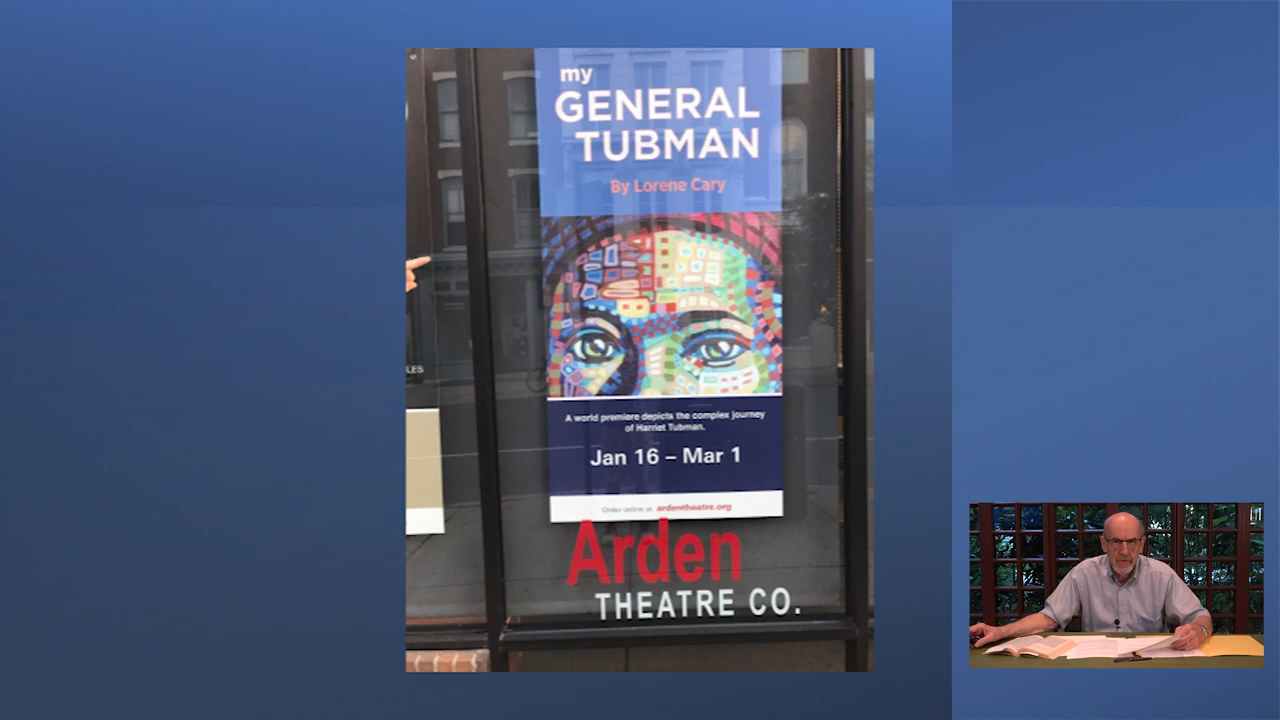 my
GENERAL
TUBMAN
By Lorene Cary
LES
A world premiere depicts the complex journey
of Harriet Tubman.
Jan 16 – Mar 1
Order online at ardentheatre.org
Arden
THEATRE CO.